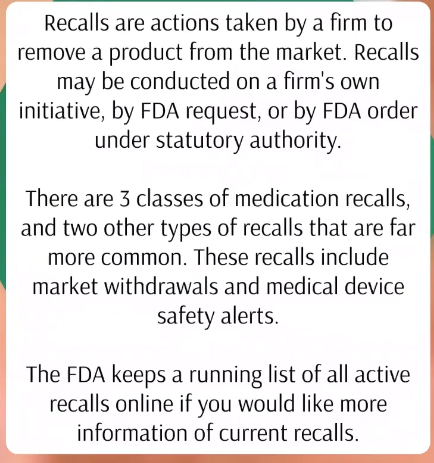 Recalls are actions taken by a firm to
remove a product from the market. Recalls
may be conducted on a firm's own
initiative, by FDA request, or by FDA order
under statutory authority.
There are 3 classes of medication recalls,
and two other types of recalls that are far
more common. These recalls include
market withdrawals and medical device
safety alerts.
The FDA keeps a running list of all active
recalls online if you would like more
information of current recalls.